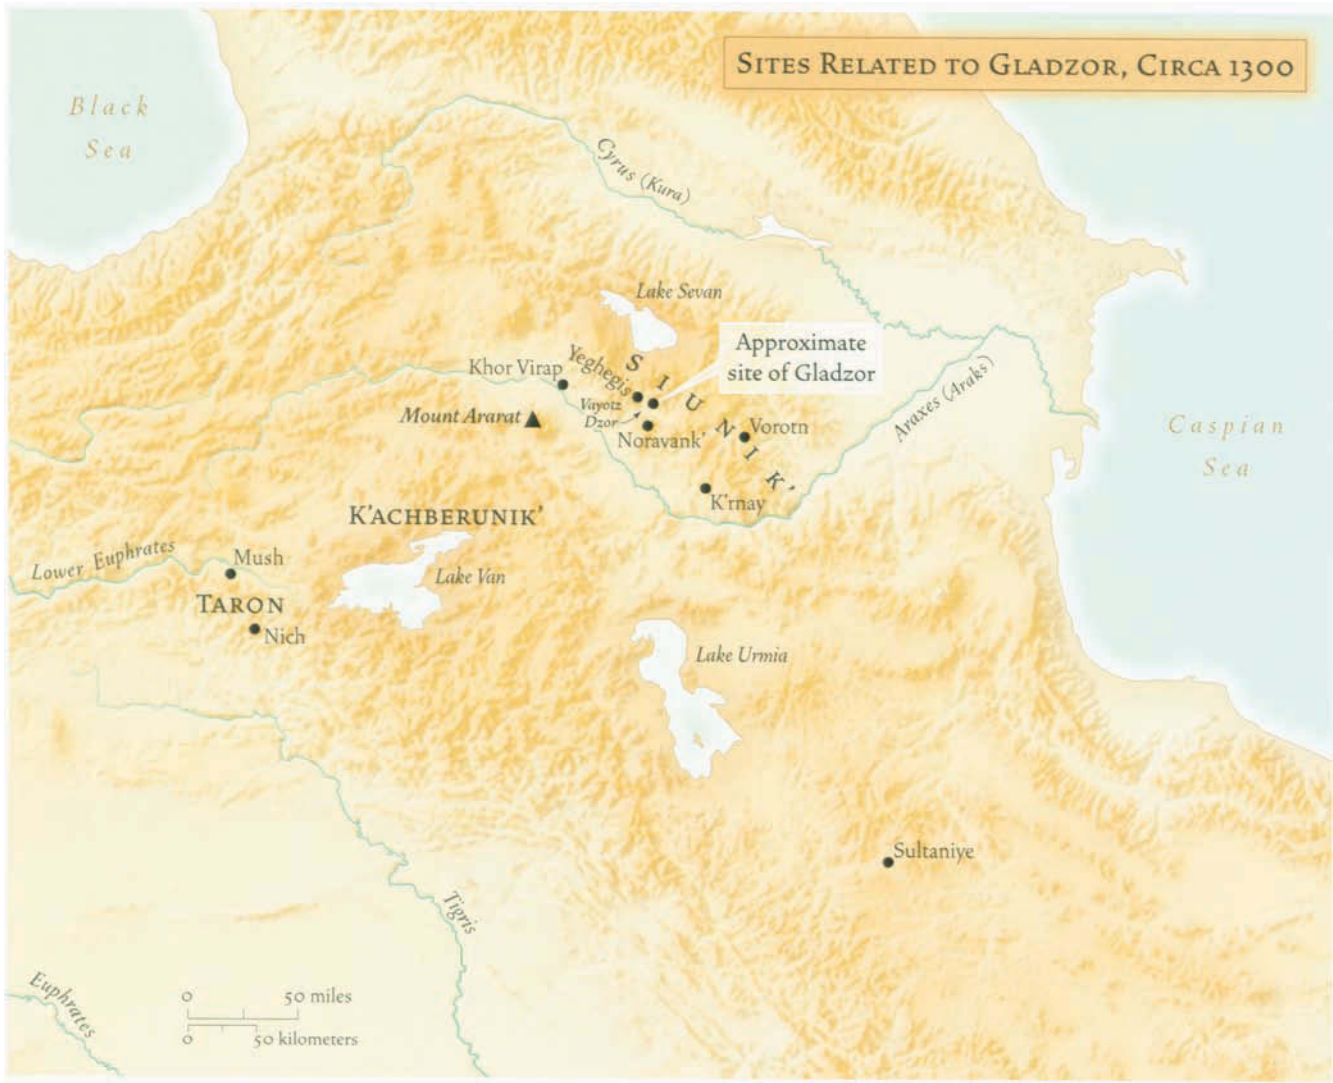 SITES RELATED TO GLADZOR, CIRCA 1300
Black
Sea
Cyrus (Kura)
Lake Sevan
Approximate
site of Gladzor
Khor Virap
Yeghegis
SIUNIK'
Vayotz
Dzor
Mount Ararat
Noravank'
Vorotn
Araxes (Araks)
Caspian
Sea
K'rnay
K'ACHBERUNIK'
Lower Euphrates
Mush
Lake Van
TARON
Nich
Lake Urmia
Sultaniye
Tigris
Euphrates
0 50 miles
0 50 kilometers